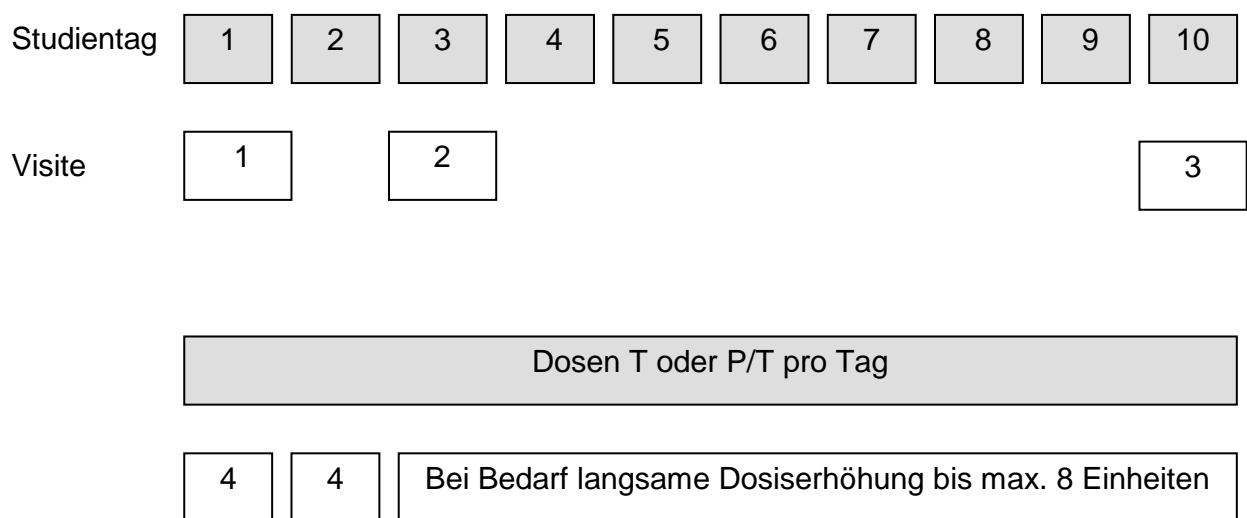 Studientag 1 2 3 4 5 6 7 8 9 10
Visite 1 2 3
Dosen T oder P/T pro Tag
4 4 Bei Bedarf langsame Dosiserhöhung bis max. 8 Einheiten